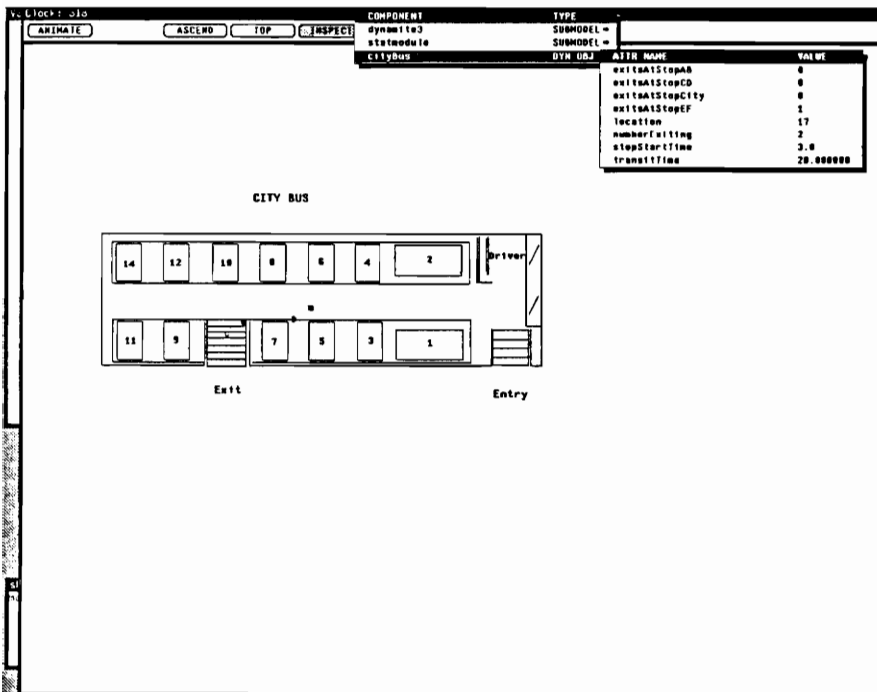 Clock:
ANIMATE ASCEND TOP INSPECT
COMPONENT TYPE
dynamite3 SUBMODEL
statmodule SUBMODEL
cityBus DYN OBJ
ATTR NAME VALUE
exitsAtStopAB 0
exitsAtStopCD 0
exitsAtStopCity 0
exitsAtStopEF 1
location 17
numberExiting 2
stopStartTime 3.0
transitTime 20.000000
CITY BUS
14 12 10 8 6 4 2 Driver
11 9 7 5 3 1
Exit Entry